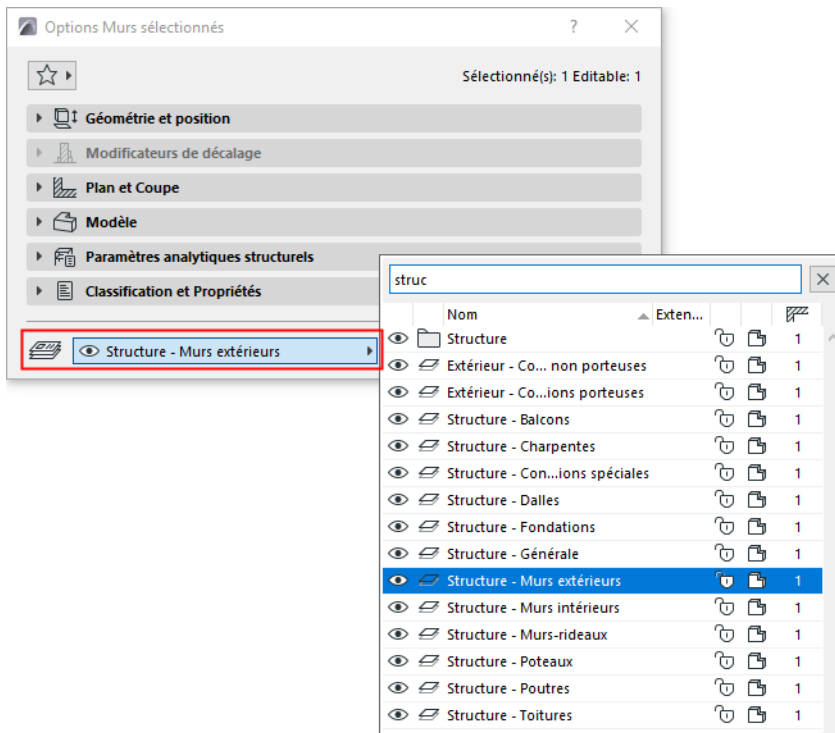 Options Murs sélectionnés
?
Sélectionné(s): 1 Editable: 1
Géométrie et position
Modificateurs de décalage
Plan et Coupe
Modèle
Paramètres analytiques structurels
Classification et Propriétés
Structure - Murs extérieurs
struc
Nom Exten...
Structure 1
Extérieur - Co... non porteuses 1
Extérieur - Co...ions porteuses 1
Structure - Balcons 1
Structure - Charpentes 1
Structure - Con...ions spéciales 1
Structure - Dalles 1
Structure - Fondations 1
Structure - Générale 1
Structure - Murs extérieurs 1
Structure - Murs intérieurs 1
Structure - Murs-rideaux 1
Structure - Poteaux 1
Structure - Poutres 1
Structure - Toitures 1